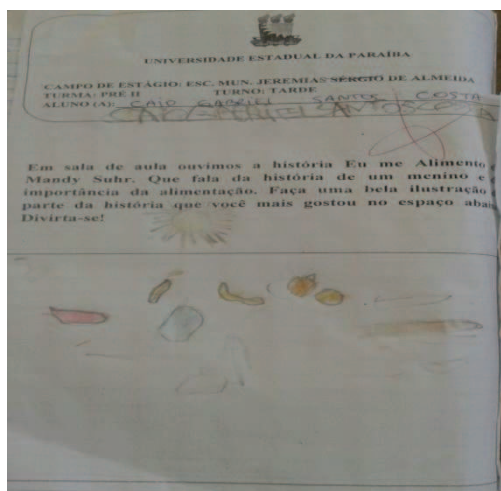 UNIVERSIDADE ESTADUAL DA PARAÍBA
CAMPO DE ESTÁGIO: ESC. MUN. JEREMIAS SÉRGIO DE ALMEIDA
TURMA: PRÉ II TURNO: TARDE
ALUNO (A): CAIO GABRIEL SANTOS COSTA
Em sala de aula ouvimos a história Eu me Alimento
Mandy Suhr. Que fala da história de um menino e
importância da alimentação. Faça uma bela ilustração
parte da história que você mais gostou no espaço abai
Divirta-se!